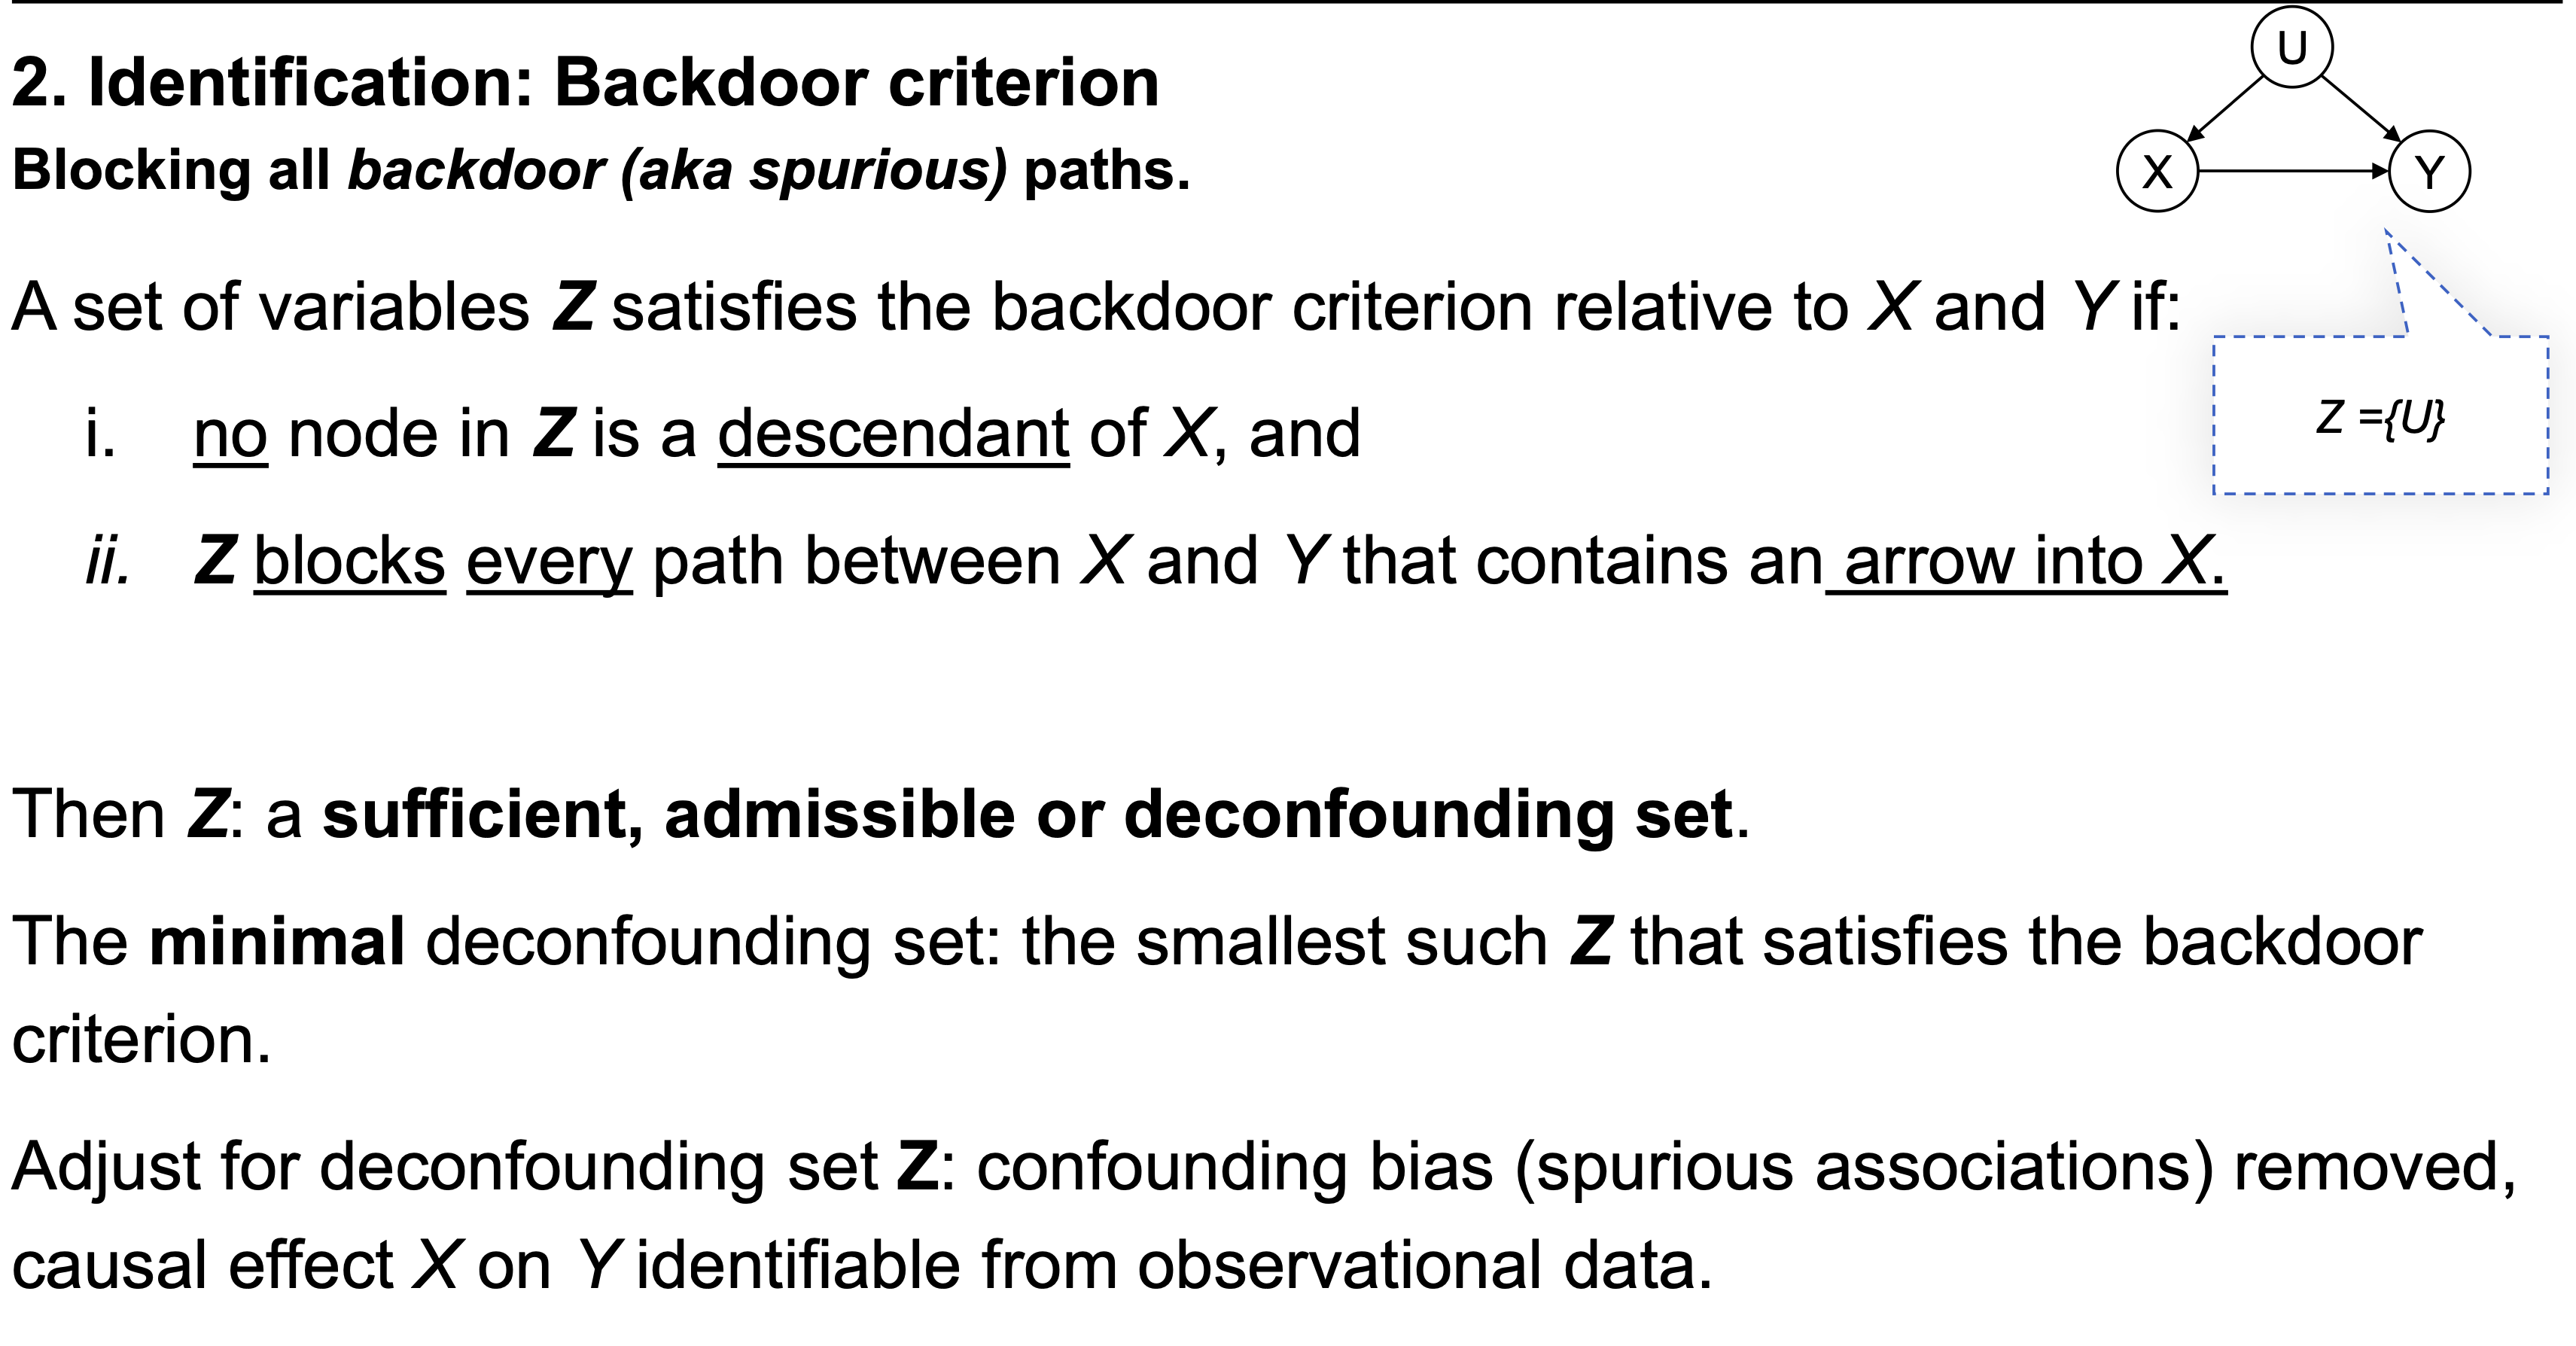 2. Identification: Backdoor criterion
Blocking all backdoor (aka spurious) paths.
U
X
Y
A set of variables Z satisfies the backdoor criterion relative to X and Y if:
Z ={U}
i. no node in Z is a descendant of X, and
ii. Z blocks every path between X and Y that contains an arrow into X.
Then Z: a sufficient, admissible or deconfounding set.
The minimal deconfounding set: the smallest such Z that satisfies the backdoor
criterion.
Adjust for deconfounding set Z: confounding bias (spurious associations) removed,
causal effect X on Y identifiable from observational data.